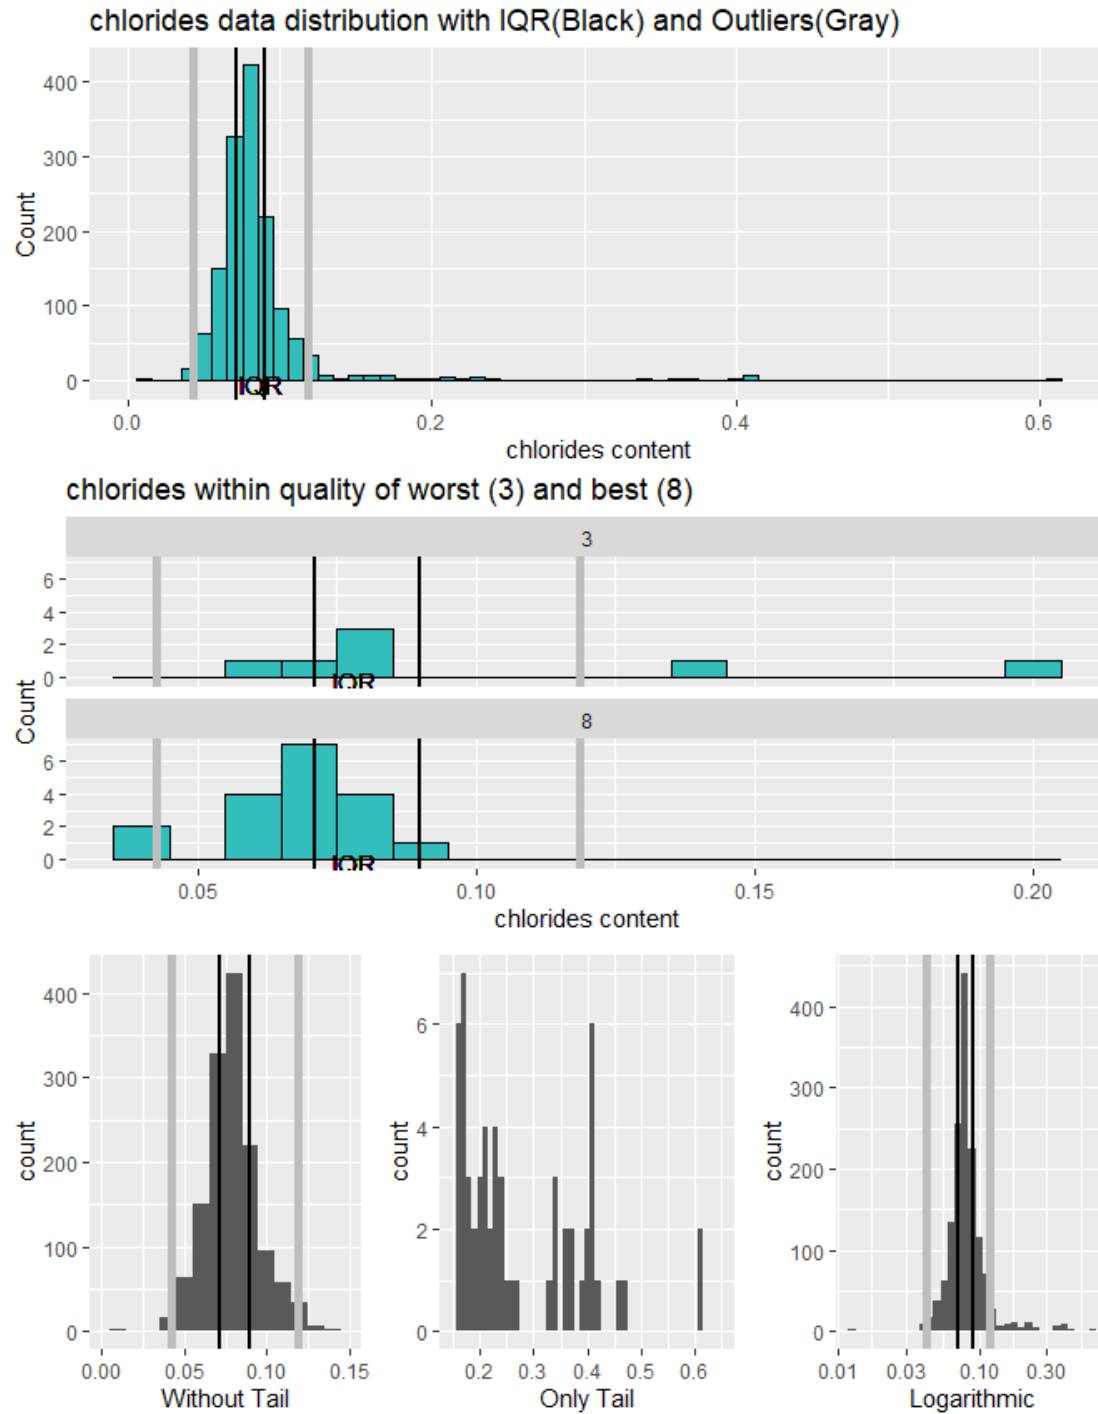 chlorides data distribution with IQR(Black) and Outliers(Gray)
400
300
200
100
0
Count
IQR
0.0 0.2 0.4 0.6
chlorides content
chlorides within quality of worst (3) and best (8)
3
6
4
2
0
IQR
Count
8
6
4
2
0
IQR
0.05 0.10 0.15 0.20
chlorides content
400
300
200
100
0
count
0.00 0.05 0.10 0.15
Without Tail
6
4
2
0
count
0.2 0.3 0.4 0.5 0.6
Only Tail
400
300
200
100
0
count
0.01 0.03 0.10 0.30
Logarithmic